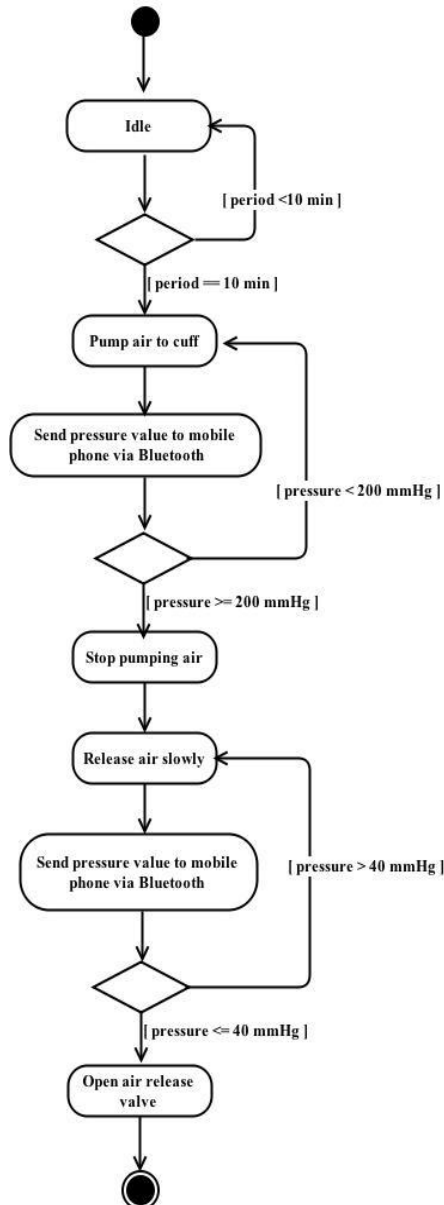 Idle
[ period <10 min ]
[ period == 10 min ]
Pump air to cuff
Send pressure value to mobile
phone via Bluetooth
[ pressure < 200 mmHg ]
[ pressure >= 200 mmHg ]
Stop pumping air
Release air slowly
Send pressure value to mobile
phone via Bluetooth
[ pressure > 40 mmHg ]
[ pressure <= 40 mmHg ]
Open air release
valve